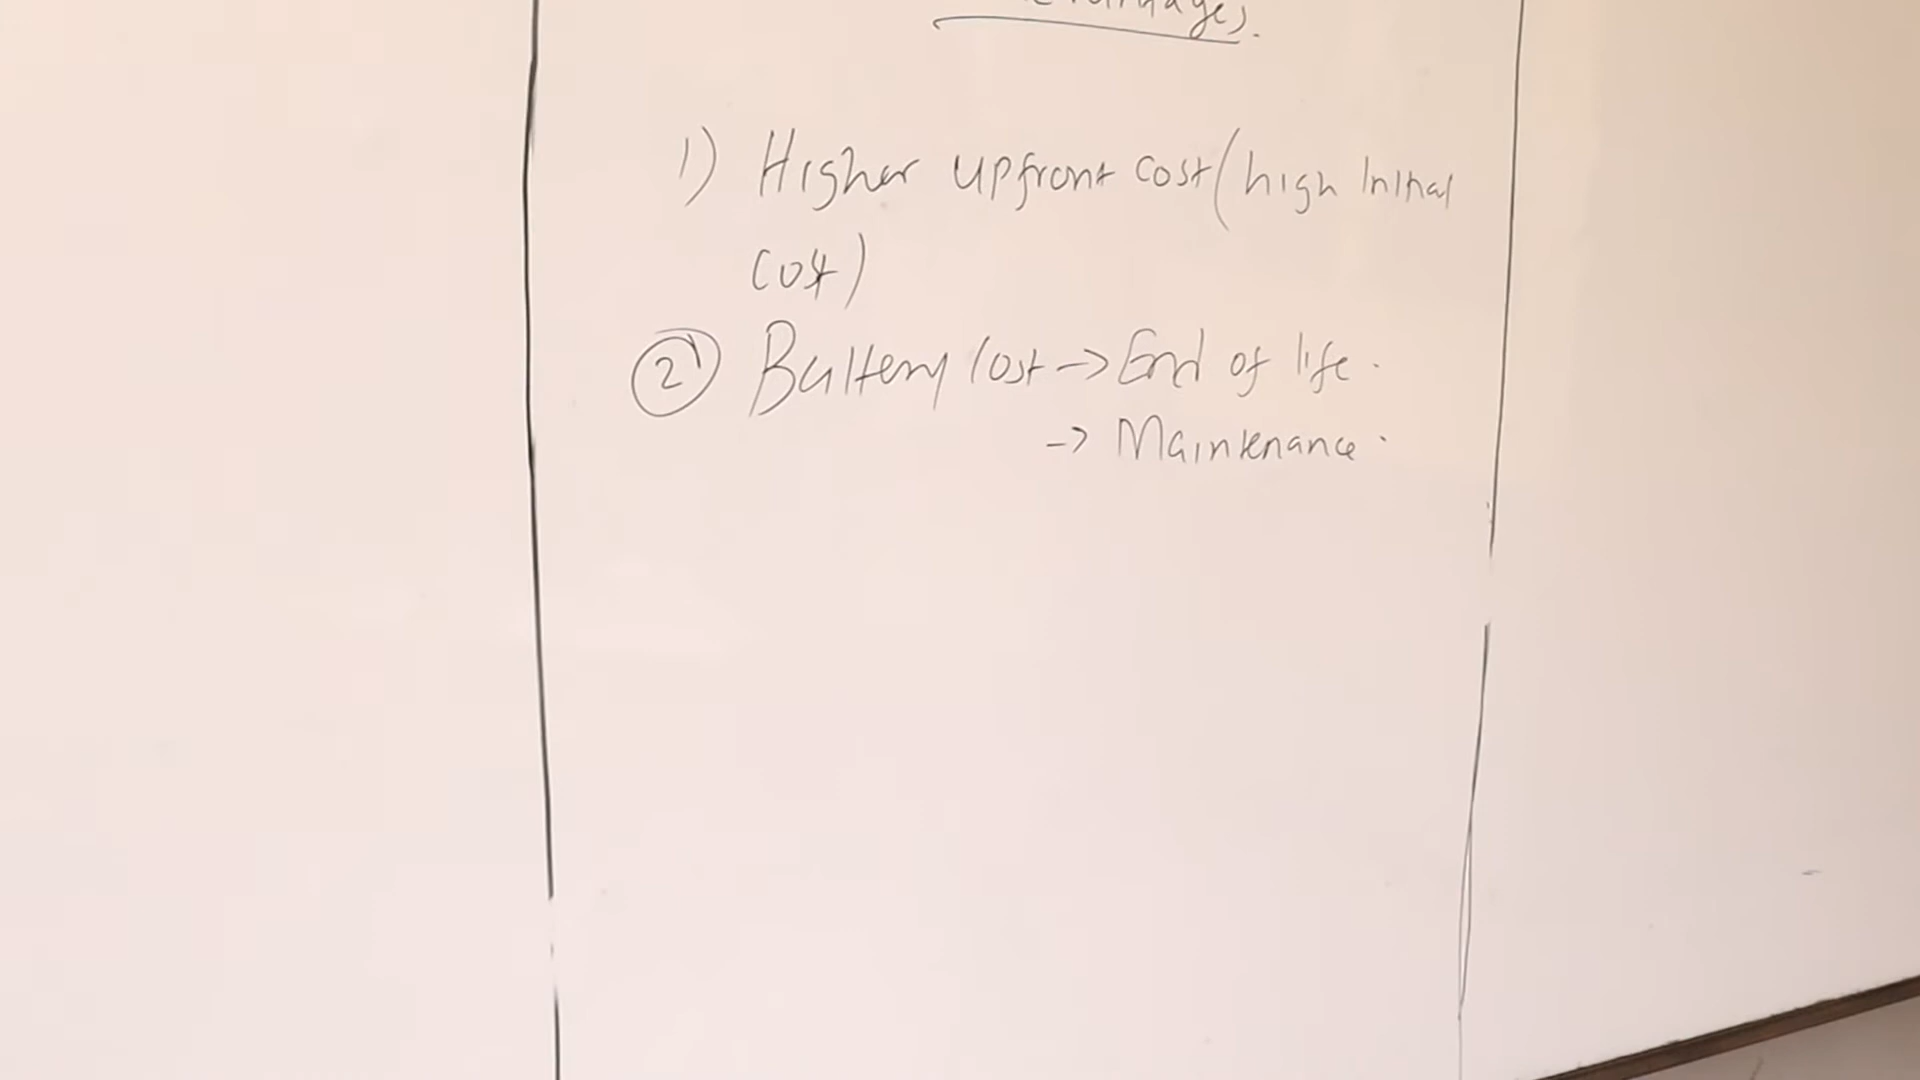 1) Higher upfront cost (high Initial
cost)
2) Battery cost -> End of life.
-> Maintenance.